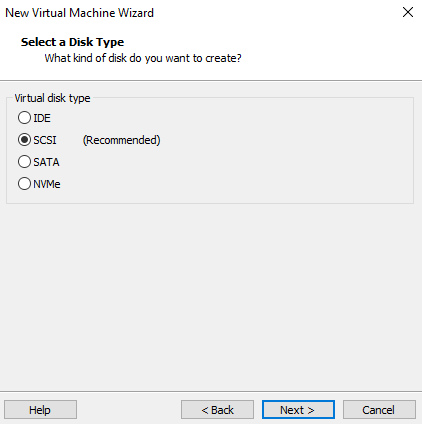 New Virtual Machine Wizard
Select a Disk Type
What kind of disk do you want to create?
Virtual disk type
IDE
SCSI (Recommended)
SATA
NVMe
Help < Back Next > Cancel